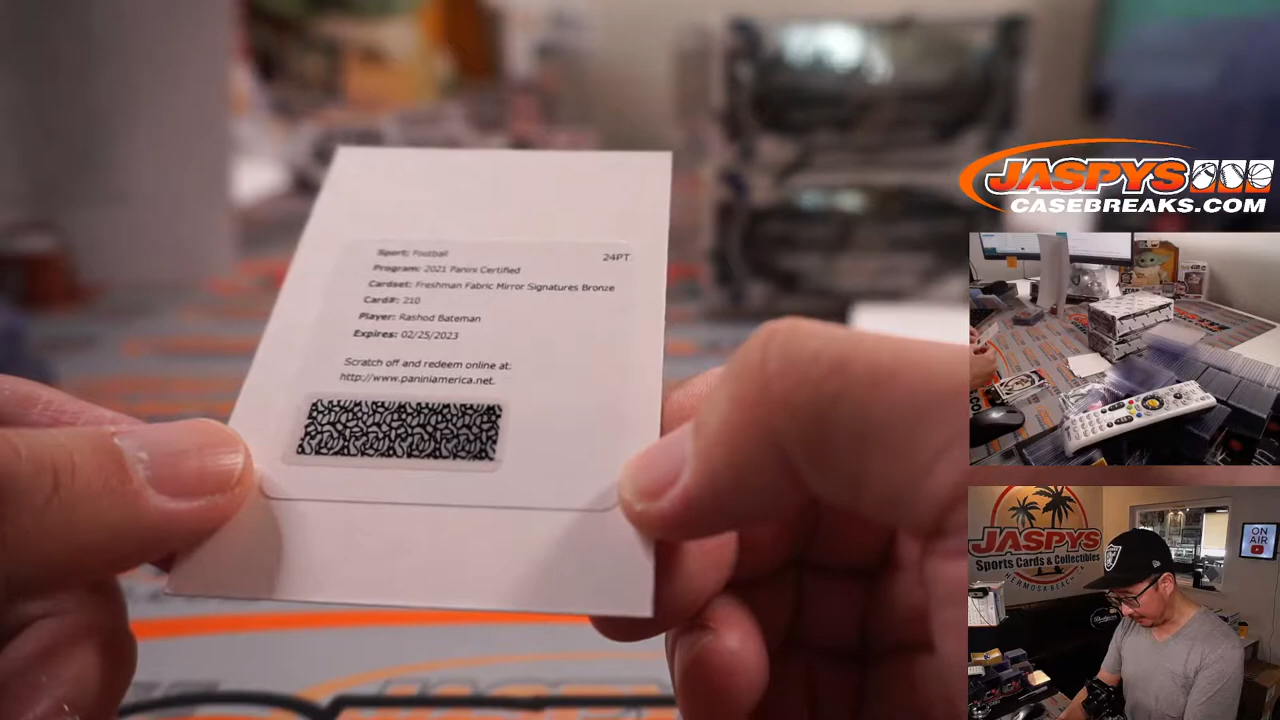 Sport: Football
24PT
Program: 2021 Panini Certified
Cardset: Freshman Fabric Mirror Signatures Bronze
Card#: 210
Player: Rashod Bateman
Expires: 02/25/2023
Scratch off and redeem online at:
http://www.paniniamerica.net.
JASPYS
CASEBREAKS.COM
JASPYS
Sports Cards & Collectibles
HERMOSA BEACH
ON
AIR